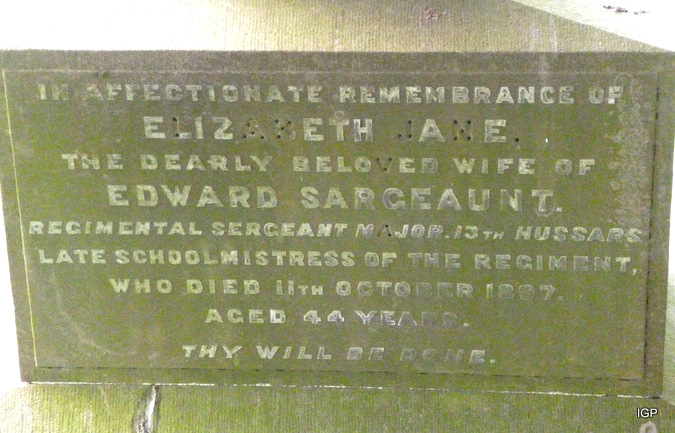 IN AFFECTIONATE REMEMBRANCE OF
ELIZABETH JANE.
THE DEARLY BELOVED WIFE OF
EDWARD SARGEAUNT.
REGIMENTAL SERGEANT MAJOR. 13TH HUSSARS
LATE SCHOOLMISTRESS OF THE REGIMENT,
WHO DIED 11TH OCTOBER 1897.
AGED 44 YEARS.
THY WILL BE DONE.
IGP